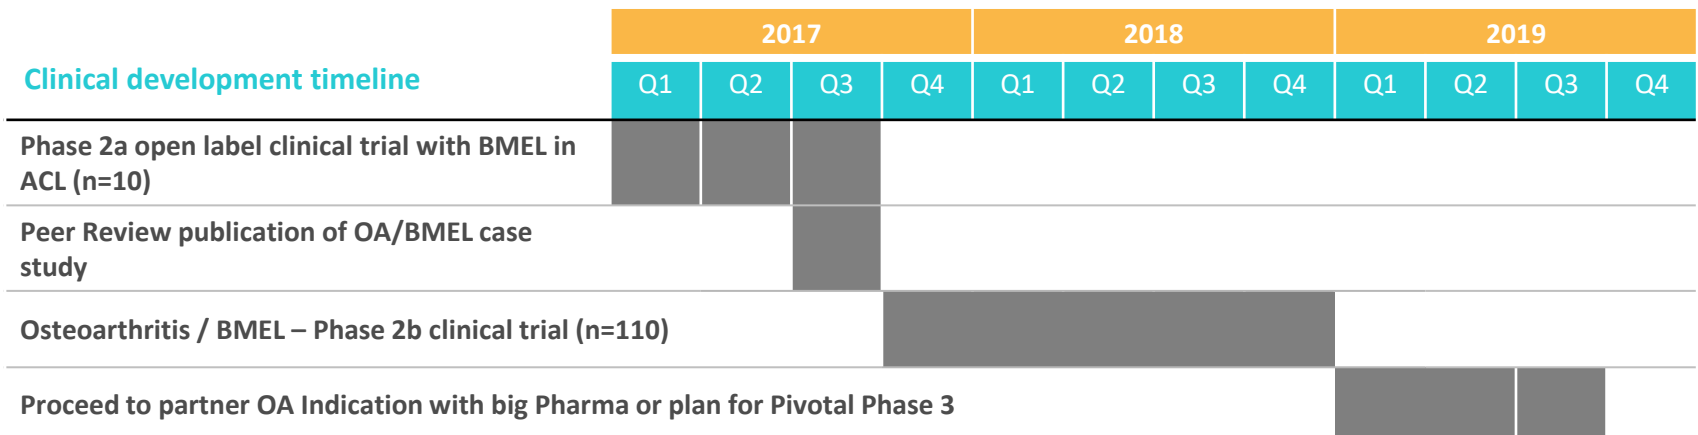 2017 2018 2019
Clinical development timeline Q1 Q2 Q3 Q4 Q1 Q2 Q3 Q4 Q1 Q2 Q3 Q4
Phase 2a open label clinical trial with BMEL in
ACL (n=10)
Peer Review publication of OA/BMEL case
study
Osteoarthritis / BMEL – Phase 2b clinical trial (n=110)
Proceed to partner OA Indication with big Pharma or plan for Pivotal Phase 3